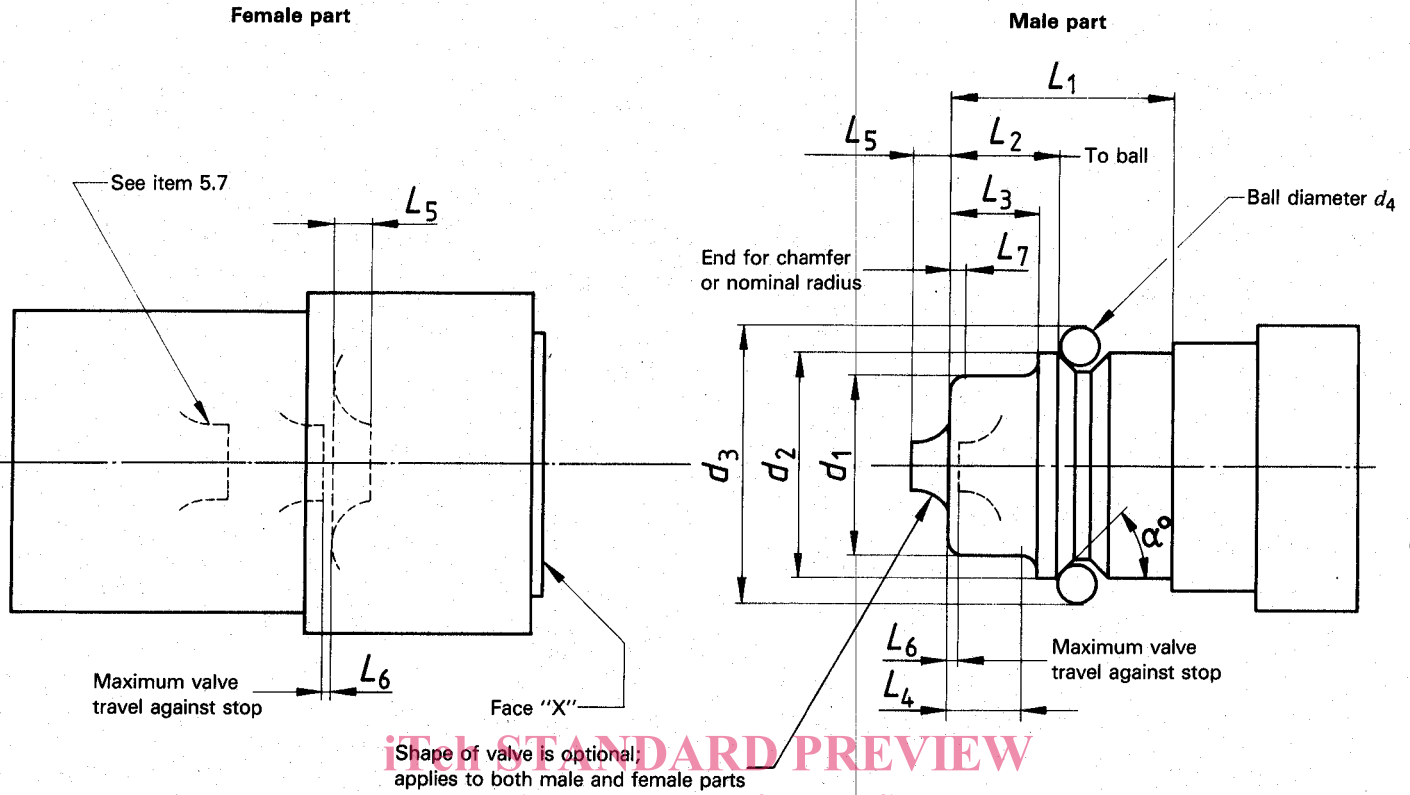 Female part
Male part
L1
L5
L2
To ball
See item 5.7
L5
L3
Ball diameter d4
End for chamfer
or nominal radius
L7
d3
d2
d1
α°
Maximum valve
travel against stop
L6
Face "X"
L6
Maximum valve
travel against stop
L4
Shape of valve is optional;
applies to both male and female parts
iTeh STANDARD PREVIEW